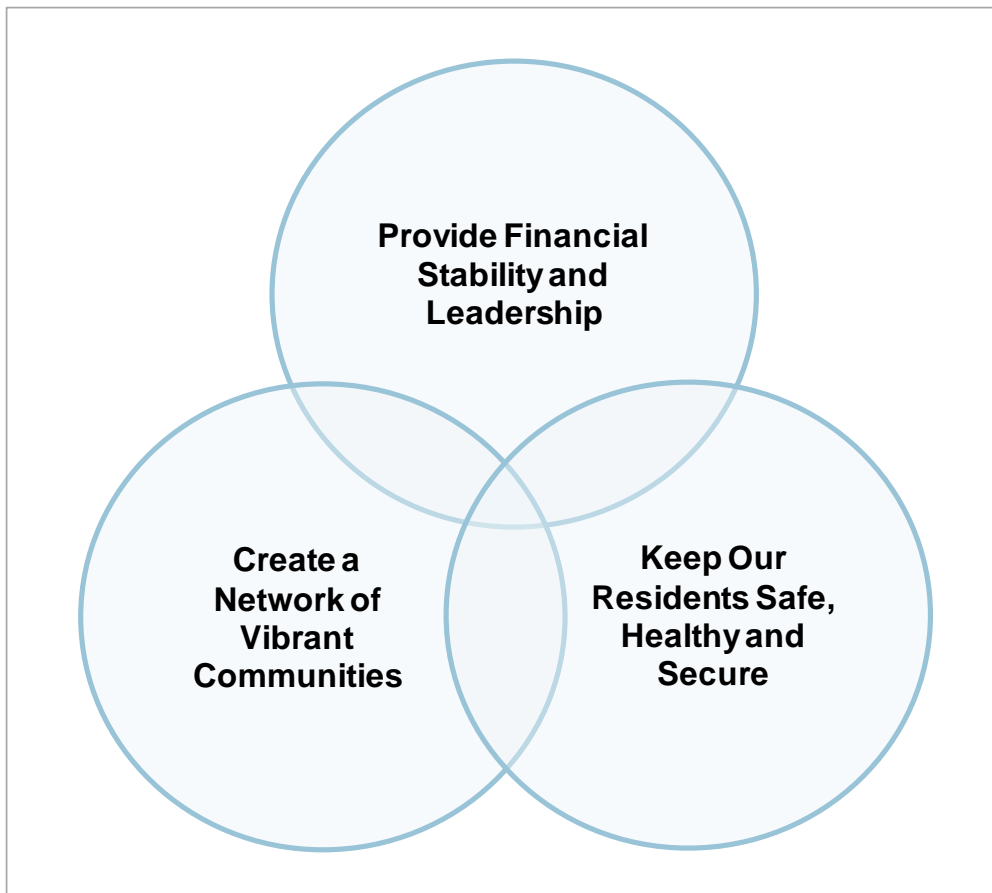 Provide Financial
Stability and
Leadership
Create a
Network of
Vibrant
Communities
Keep Our
Residents Safe,
Healthy and
Secure